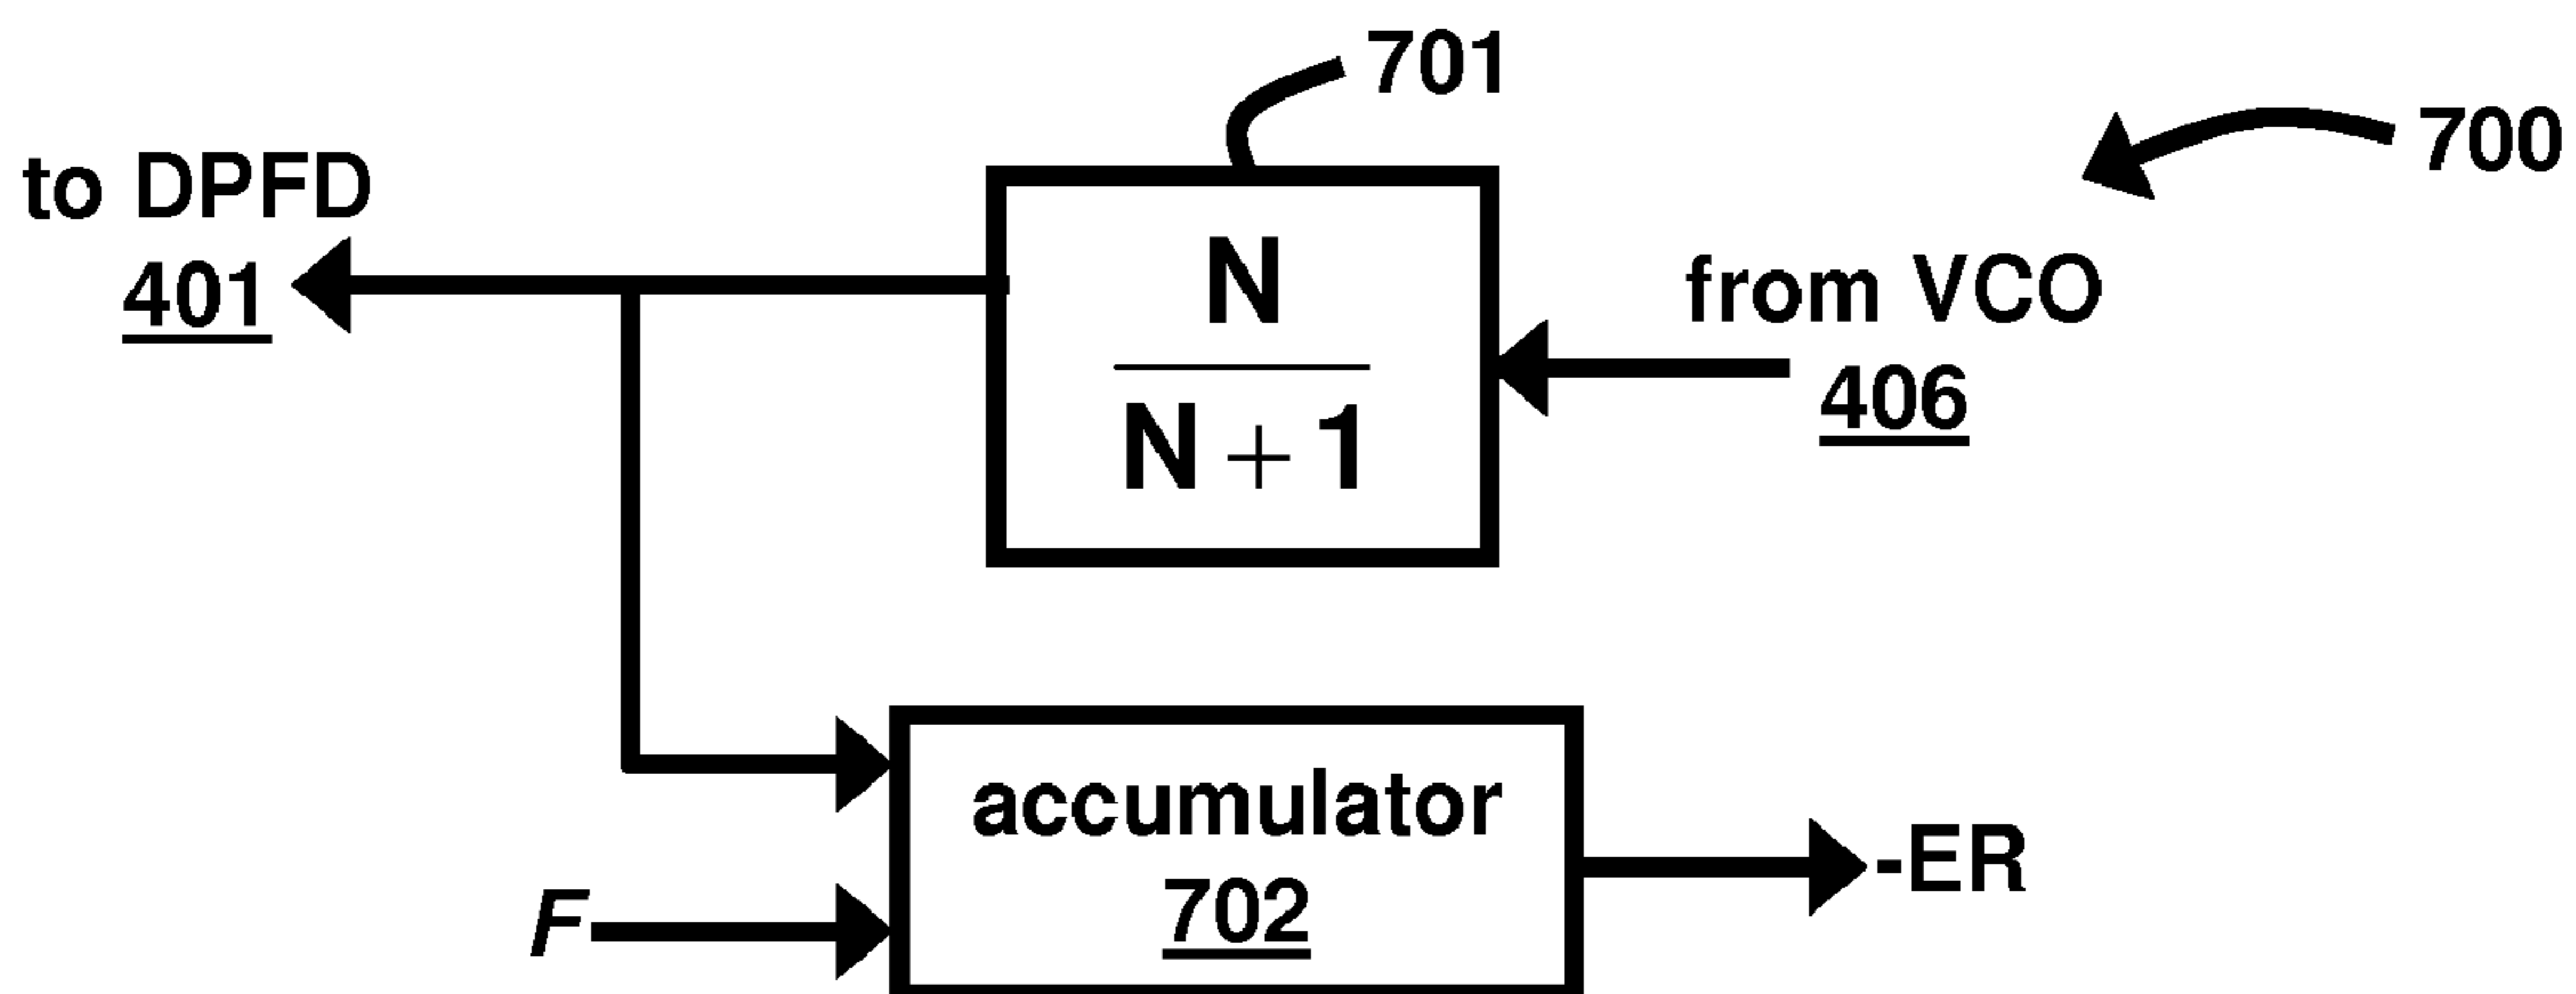 701
700
to DPFD
401
N
N + 1
from VCO
406
accumulator
702
F
-ER